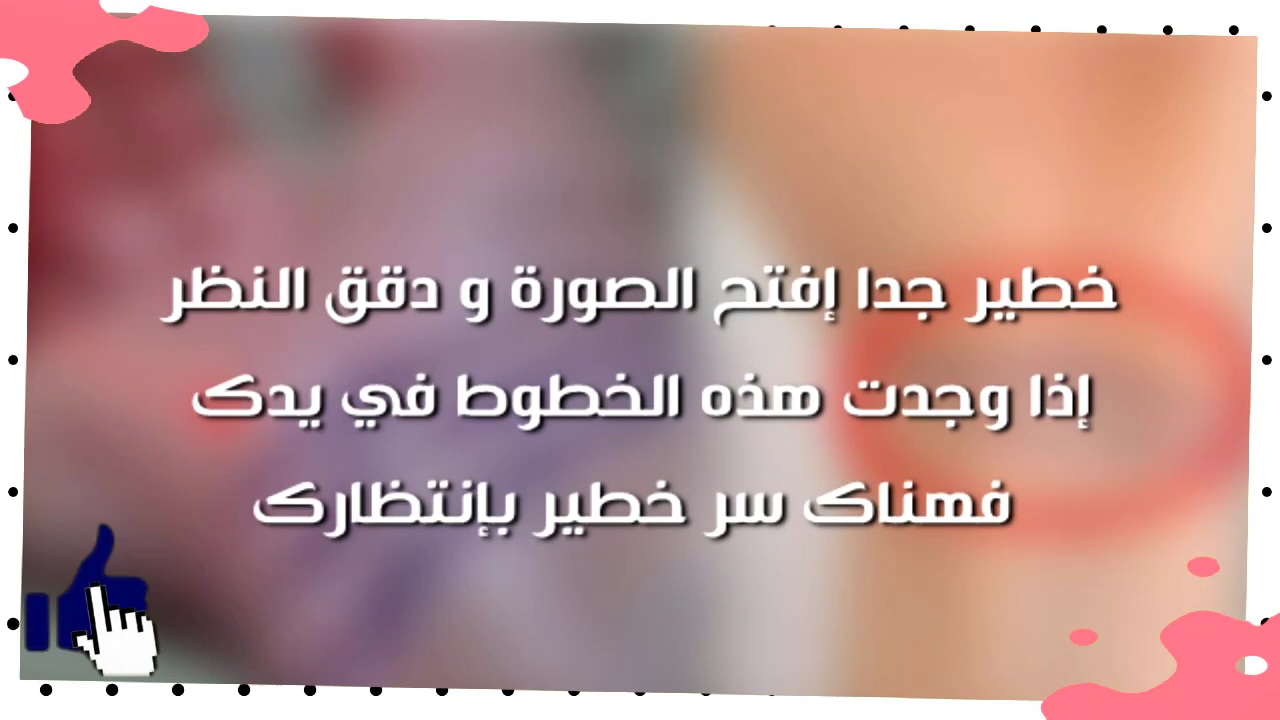 خطير جدا إفتح الصورة و دقق النظر
إذا وجدت هذه الخطوط في يدك
فهناك سر خطير بإنتظارك